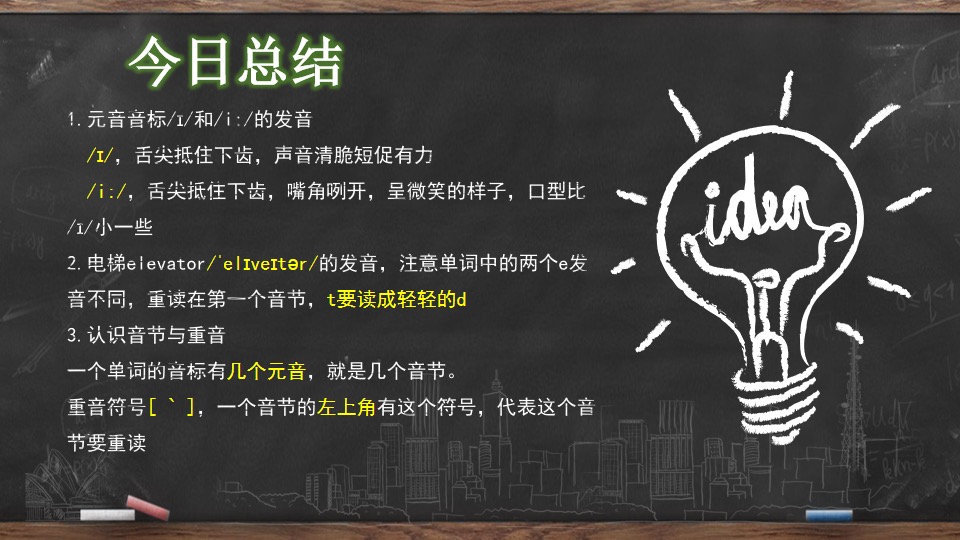 今日总结
1.元音音标/ɪ/和/i:/的发音
/ɪ/，舌尖抵住下齿，声音清脆短促有力
/i:/，舌尖抵住下齿，嘴角咧开，呈微笑的样子，口型比
/ɪ/小一些
2.电梯elevator/ˈelɪveɪtər/的发音，注意单词中的两个e发
音不同，重读在第一个音节，t要读成轻轻的d
3.认识音节与重音
一个单词的音标有几个元音，就是几个音节。
重音符号[ ˋ ]，一个音节的左上角有这个符号，代表这个音
节要重读
idea